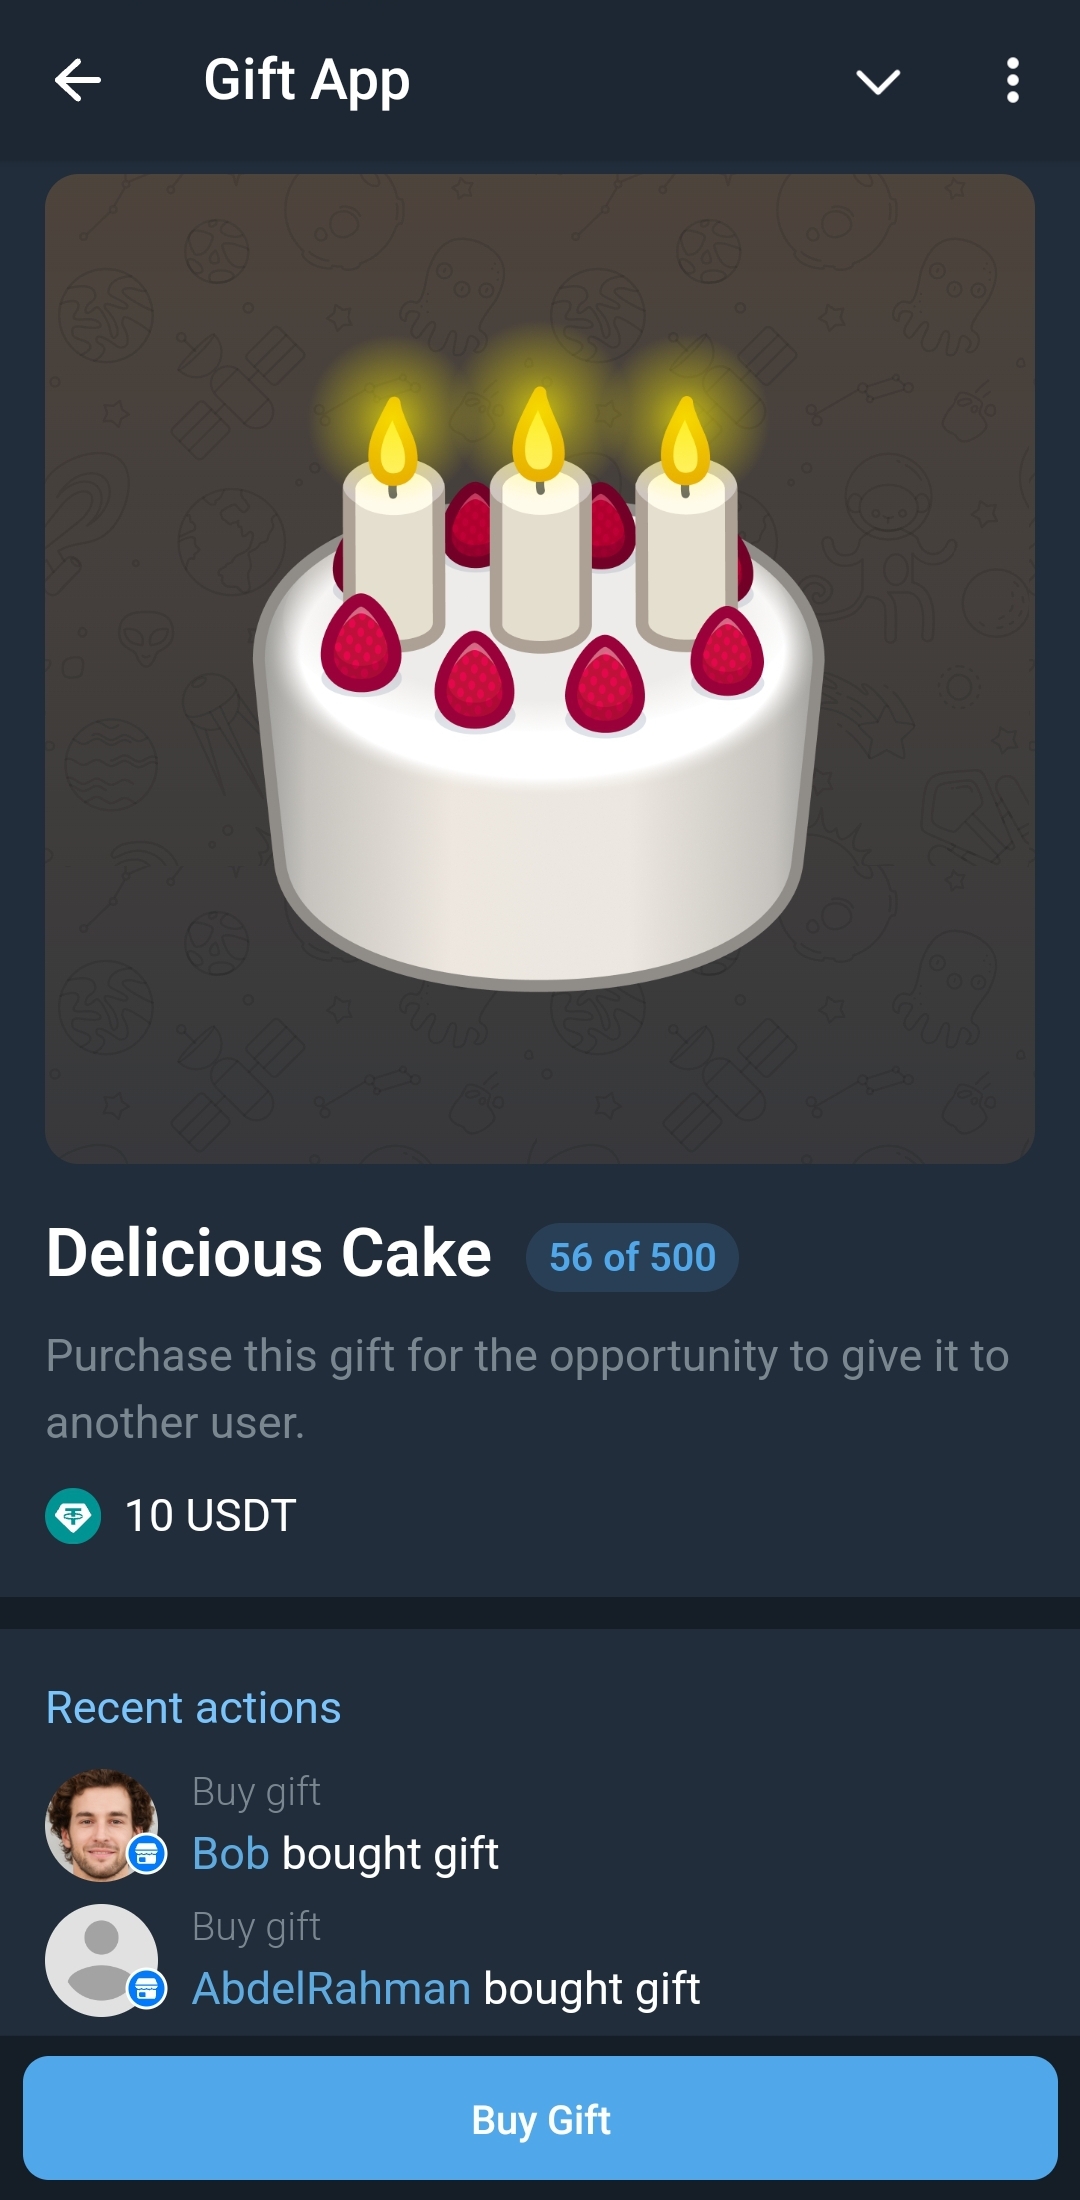 Gift App
Delicious Cake
56 of 500
Purchase this gift for the opportunity to give it to
another user.
10 USDT
Recent actions
Buy gift
Bob bought gift
Buy gift
AbdelRahman bought gift
Buy Gift